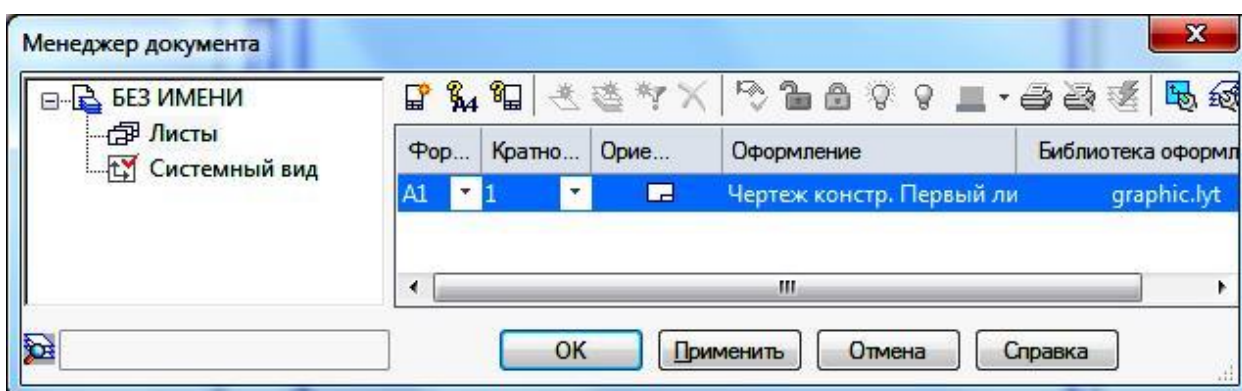 Менеджер документа
x
БЕЗ ИМЕНИ
Листы
Системный вид
A4
Фор... Кратно... Орие... Оформление Библиотека оформл
A1 1 Чертеж констр. Первый ли graphic.lyt
OK Применить Отмена Справка